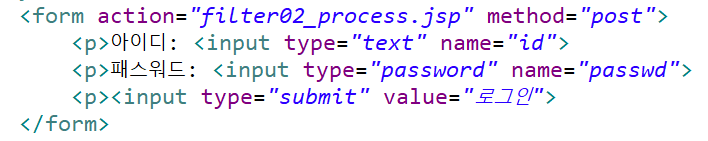 <form action="filter02_process.jsp" method="post">
<p>아이디: <input type="text" name="id">
<p>패스워드: <input type="password" name="passwd">
<p><input type="submit" value="로그인">
</form>